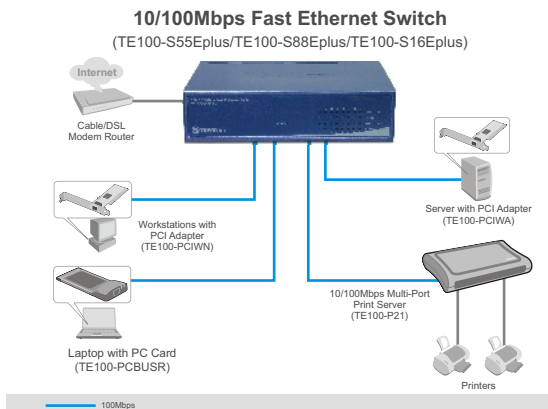 10/100Mbps Fast Ethernet Switch
(TE100-S55Eplus/TE100-S88Eplus/TE100-S16Eplus)
Internet
Cable/DSL
Modem Router
Workstations with
PCI Adapter
(TE100-PCIWN)
Server with PCI Adapter
(TE100-PCIWA)
10/100Mbps Multi-Port
Print Server
(TE100-P21)
Laptop with PC Card
(TE100-PCBUSR)
Printers
100Mbps